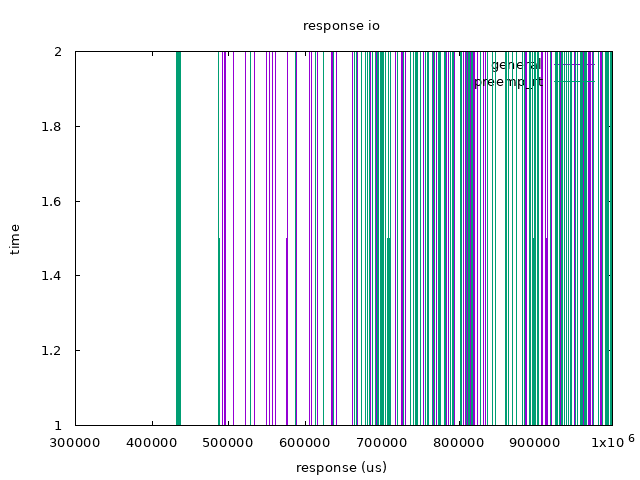 response io
general
preemp_rt
2
1.8
1.6
1.4
1.2
1
time
300000 400000 500000 600000 700000 800000 900000 1x10 6
response (us)